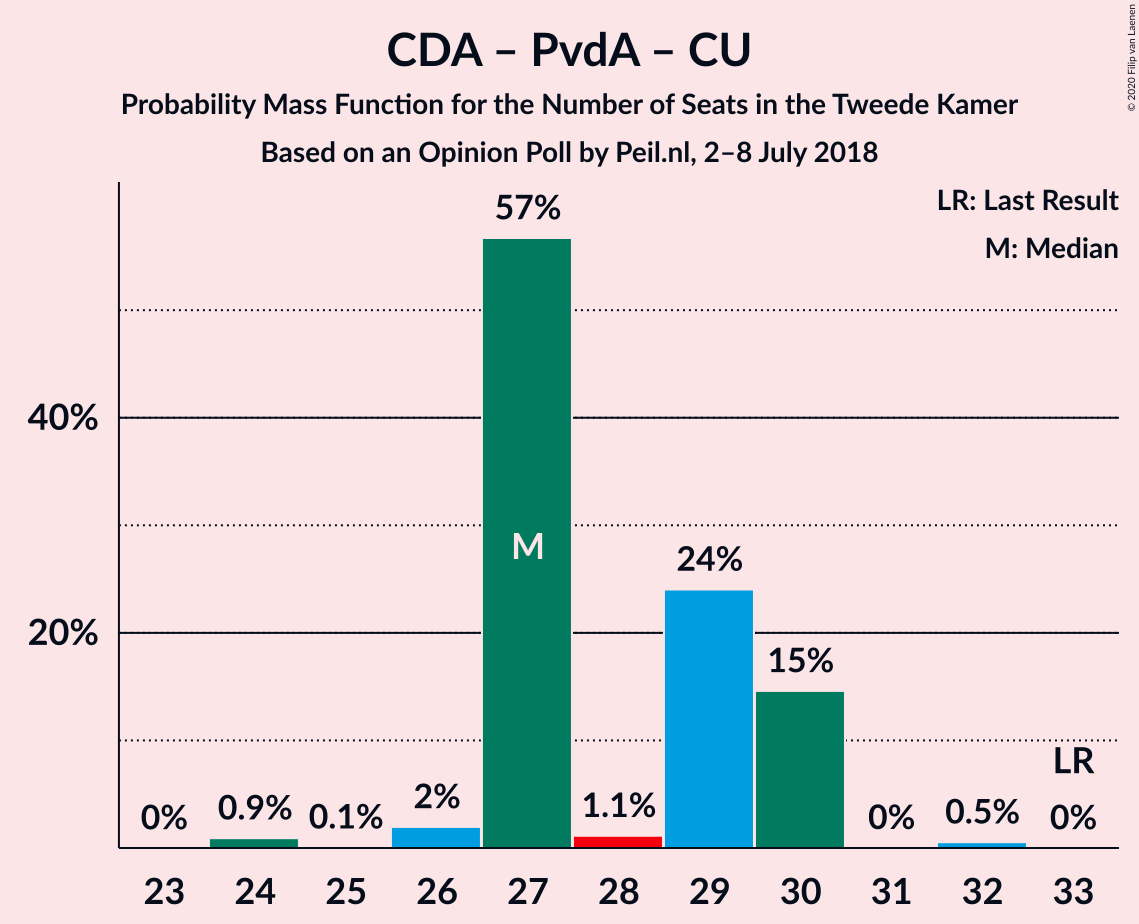 CDA – PvdA – CU
Probability Mass Function for the Number of Seats in the Tweede Kamer
Based on an Opinion Poll by Peil.nl, 2–8 July 2018
© 2020 Filip van Laenen
LR: Last Result
M: Median
57%
40%
M
24%
20%
15%
LR
0%
0.9%
0.1%
2%
1.1%
0%
0.5%
0%
23 24 25 26 27 28 29 30 31 32 33